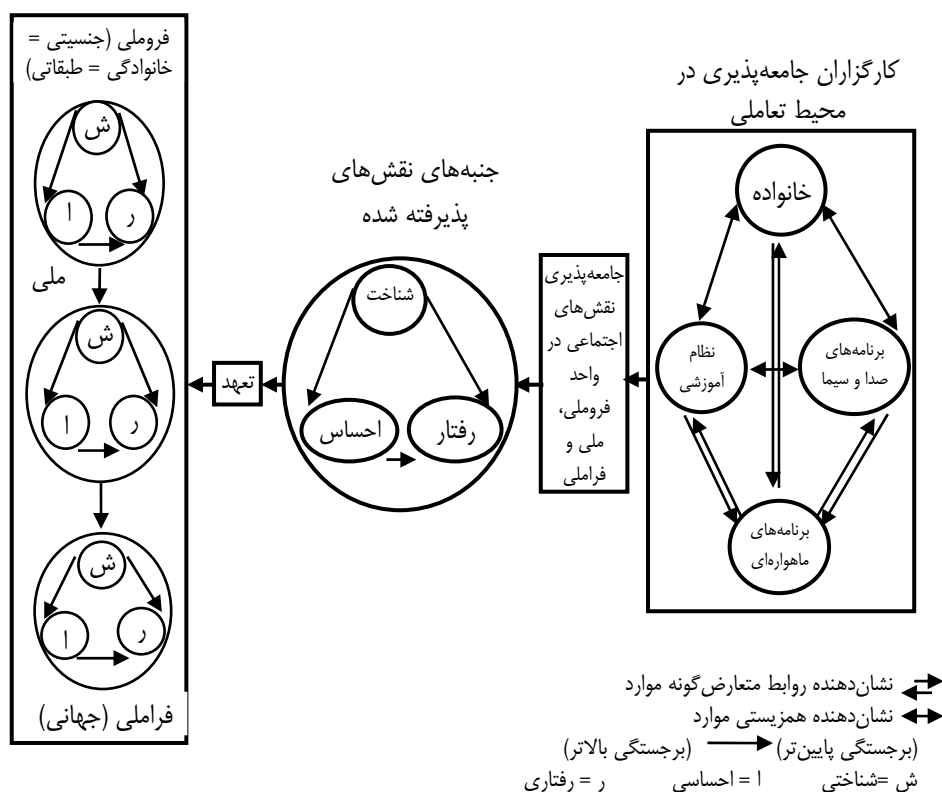 کارگزاران جامعه‌پذیری در
محیط تعاملی
خانواده
نظام
آموزشی
برنامه‌های
صدا و سیما
برنامه‌های
ماهواره‌ای
جامعه‌پذیری
نقش‌های
اجتماعی در
واحد
فروملی،
ملی و
فراملی
جنبه‌های نقش‌های
پذیرفته شده
شناخت
احساس
رفتار
تعهد
فروملی (جنسیتی =
خانوادگی = طبقاتی)
ش
ا
ر
ملی
ش
ا
ر
ش
ا
ر
فراملی (جهانی)
نشان‌دهنده روابط متعارض‌گونه موارد
نشان‌دهنده همزیستی موارد
(برجستگی پایین‌تر) (برجستگی بالاتر)
ش =شناختی ا = احساسی ر = رفتاری